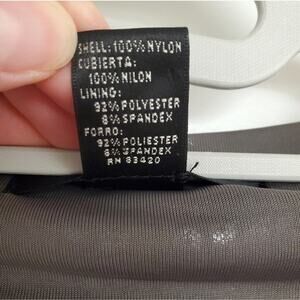 SHELL: 100% NYLON
CUBIERTA:
100% NILON
LINING:
92% POLYESTER
8% SPANDEX
FORRO:
92% POLIESTER
8% SPANDEX
RN 83420